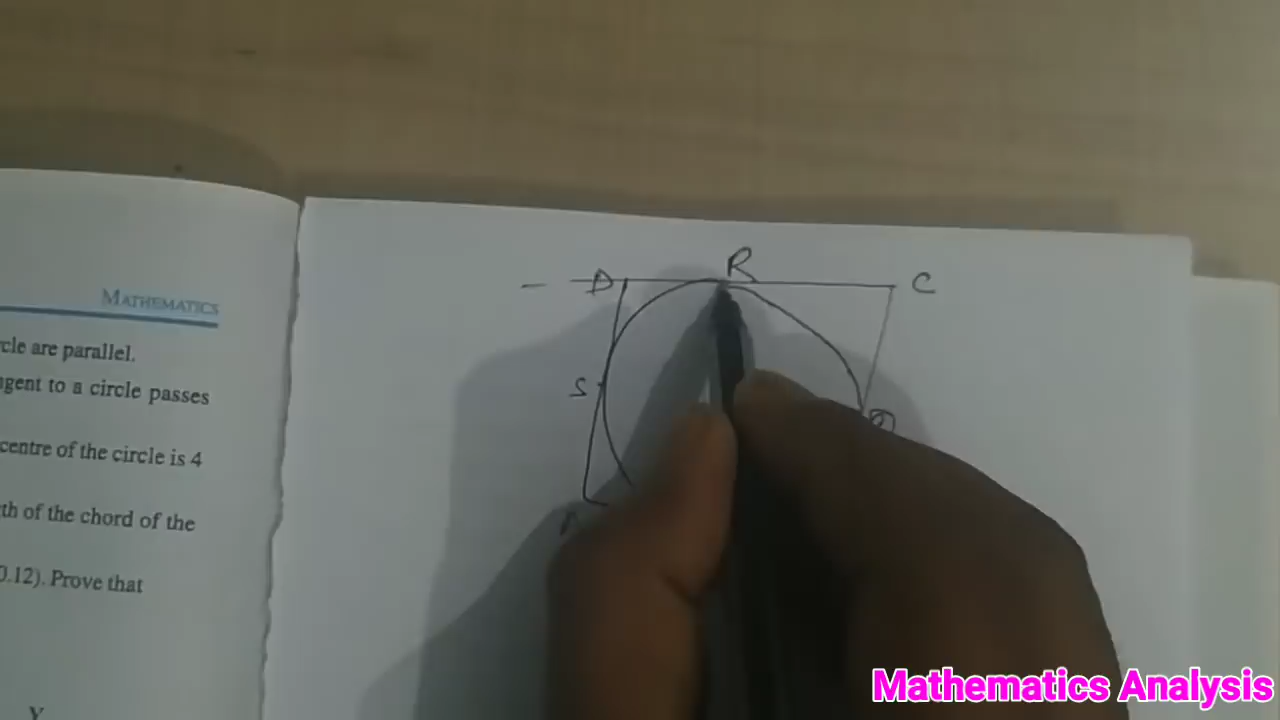 MATHEMATICS
rcle are parallel.
ngent to a circle passes
centre of the circle is 4
th of the chord of the
0.12). Prove that
Y
D R C
S
Q
A
Mathematics Analysis